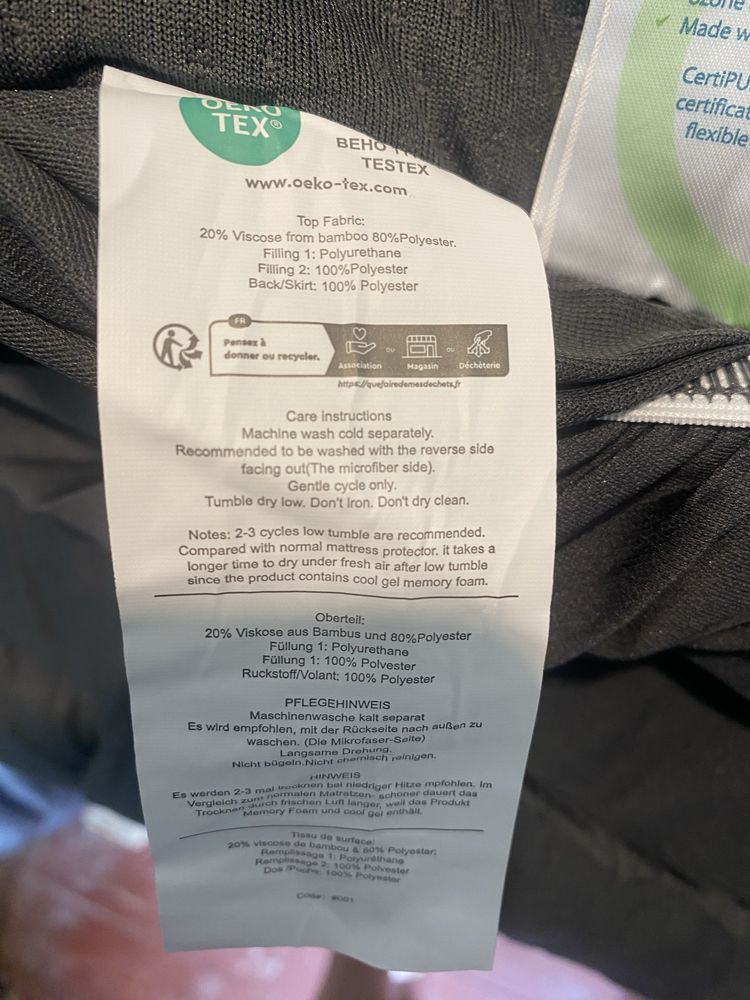 OEKO
TEX®
TESTEX
www.oeko-tex.com
Top Fabric:
20% Viscose from bamboo 80%Polyester.
Filling 1: Polyurethane
Filling 2: 100%Polyester
Back/Skirt: 100% Polyester
FR
Pensez à
donner ou recycler.
Association
OU
Magasin
OU
Déchèterie
https://quefairedemesdechets.fr
Care instructions
Machine wash cold separately.
Recommended to be washed with the reverse side
facing out(The microfiber side).
Gentle cycle only.
Tumble dry low. Don't Iron. Don't dry clean.
Notes: 2-3 cycles low tumble are recommended.
Compared with normal mattress protector. it takes a
longer time to dry under fresh air after low tumble
since the product contains cool gel memory foam.
Oberteil:
20% Viskose aus Bambus und 80%Polyester
Füllung 1: Polyurethane
Füllung 1: 100% Polvester
Ruckstoff/Volant: 100% Polyester
PFLEGEHINWEIS
Maschinenwasche kalt separat
Es wird empfohlen, mit der Rückseite nach außen zu
waschen. (Die Mikrofaser-Seite)
Langsame Drehung.
Nicht bügeln.Nicht chemisch reinigen.
HINWEIS
Es werden 2-3 mal trocknen bei niedriger Hitze mpfohlen. Im
Vergleich zum normalen Matratzen- schoner dauert das
Trocknen durch frischen Luft langer, weil das Produkt
Memory Foam und cool gel enthält.
Tissu de surface:
20% viscose de bambou & 80% Polyester;
Remplissage 1: Polyuréthane
Remplissage 2: 100% Polvester
Dos /Poche: 100% Polyester
Code: #001
ozone
✓ Made w
CertiPU
certificat
flexible